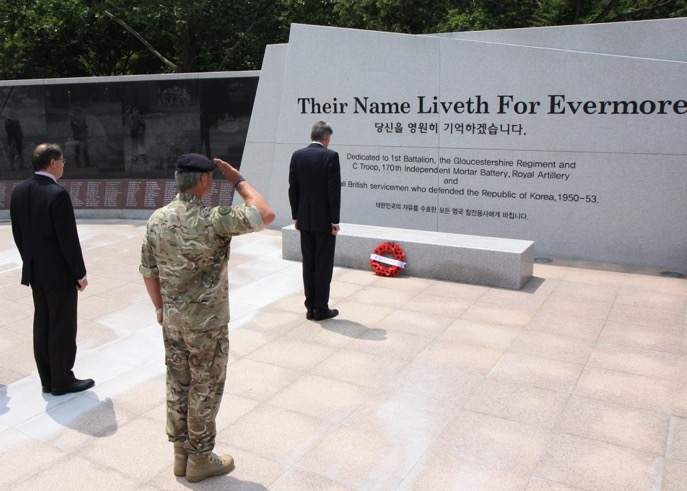 Their Name Liveth For Evermore
당신을 영원히 기억하겠습니다.
Dedicated to 1st Battalion, the Gloucestershire Regiment and
C Troop, 170th Independent Mortar Battery, Royal Artillery
and
all British servicemen who defended the Republic of Korea, 1950-53.
대한민국의 자유를 수호한 모든 영국 참전용사에게 바칩니다.